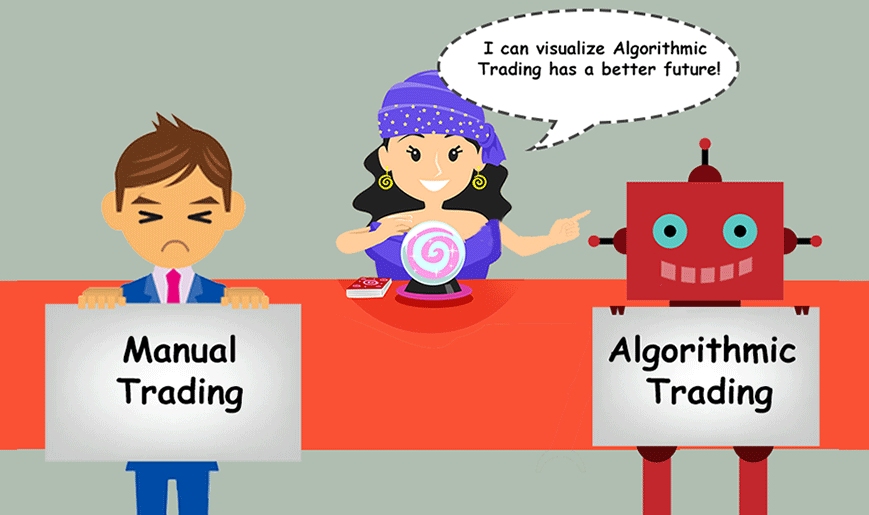 I can visualize Algorithmic
Trading has a better future!
Manual
Trading
Algorithmic
Trading